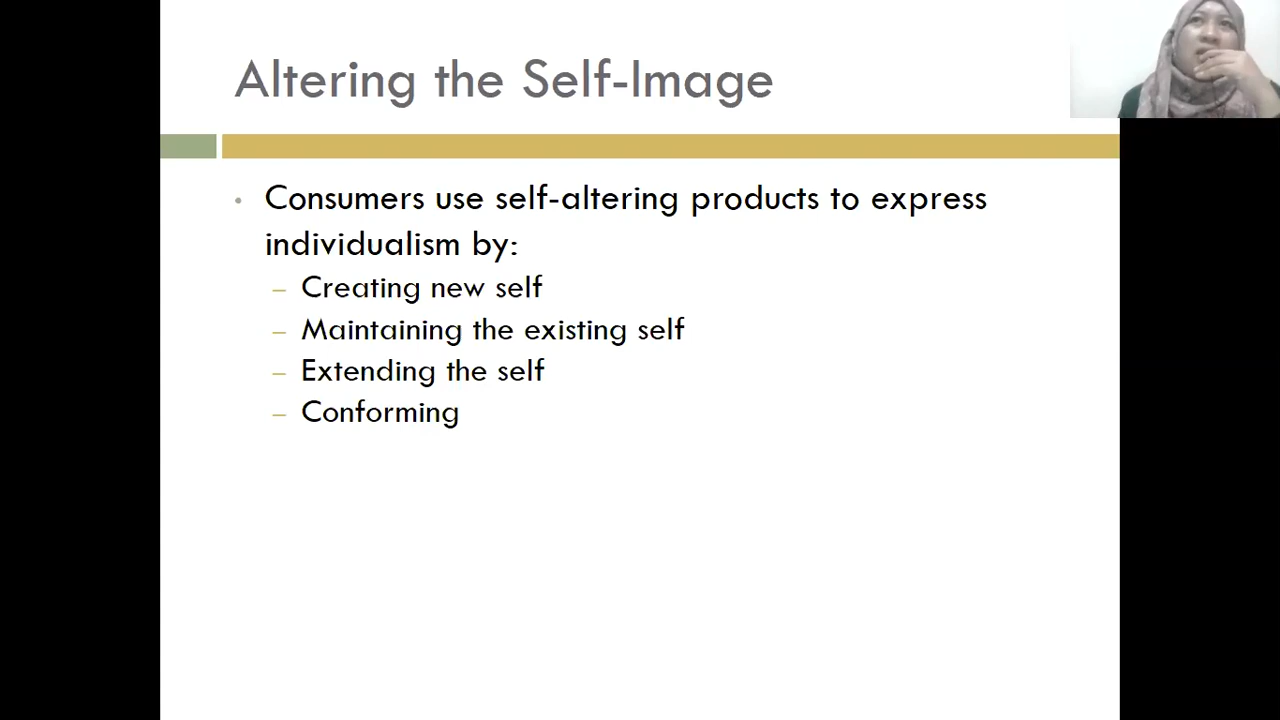 Altering the Self-Image
• Consumers use self-altering products to express
individualism by:
– Creating new self
– Maintaining the existing self
– Extending the self
– Conforming